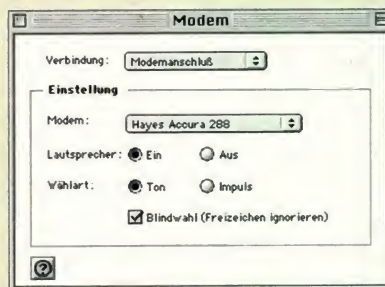 Modem
Verbindung: Modemanschluß
Einstellung
Modem: Hayes Accura 288
Lautsprecher: Ein Aus
Wählart: Ton Impuls
Blindwahl (Freizeichen ignorieren)